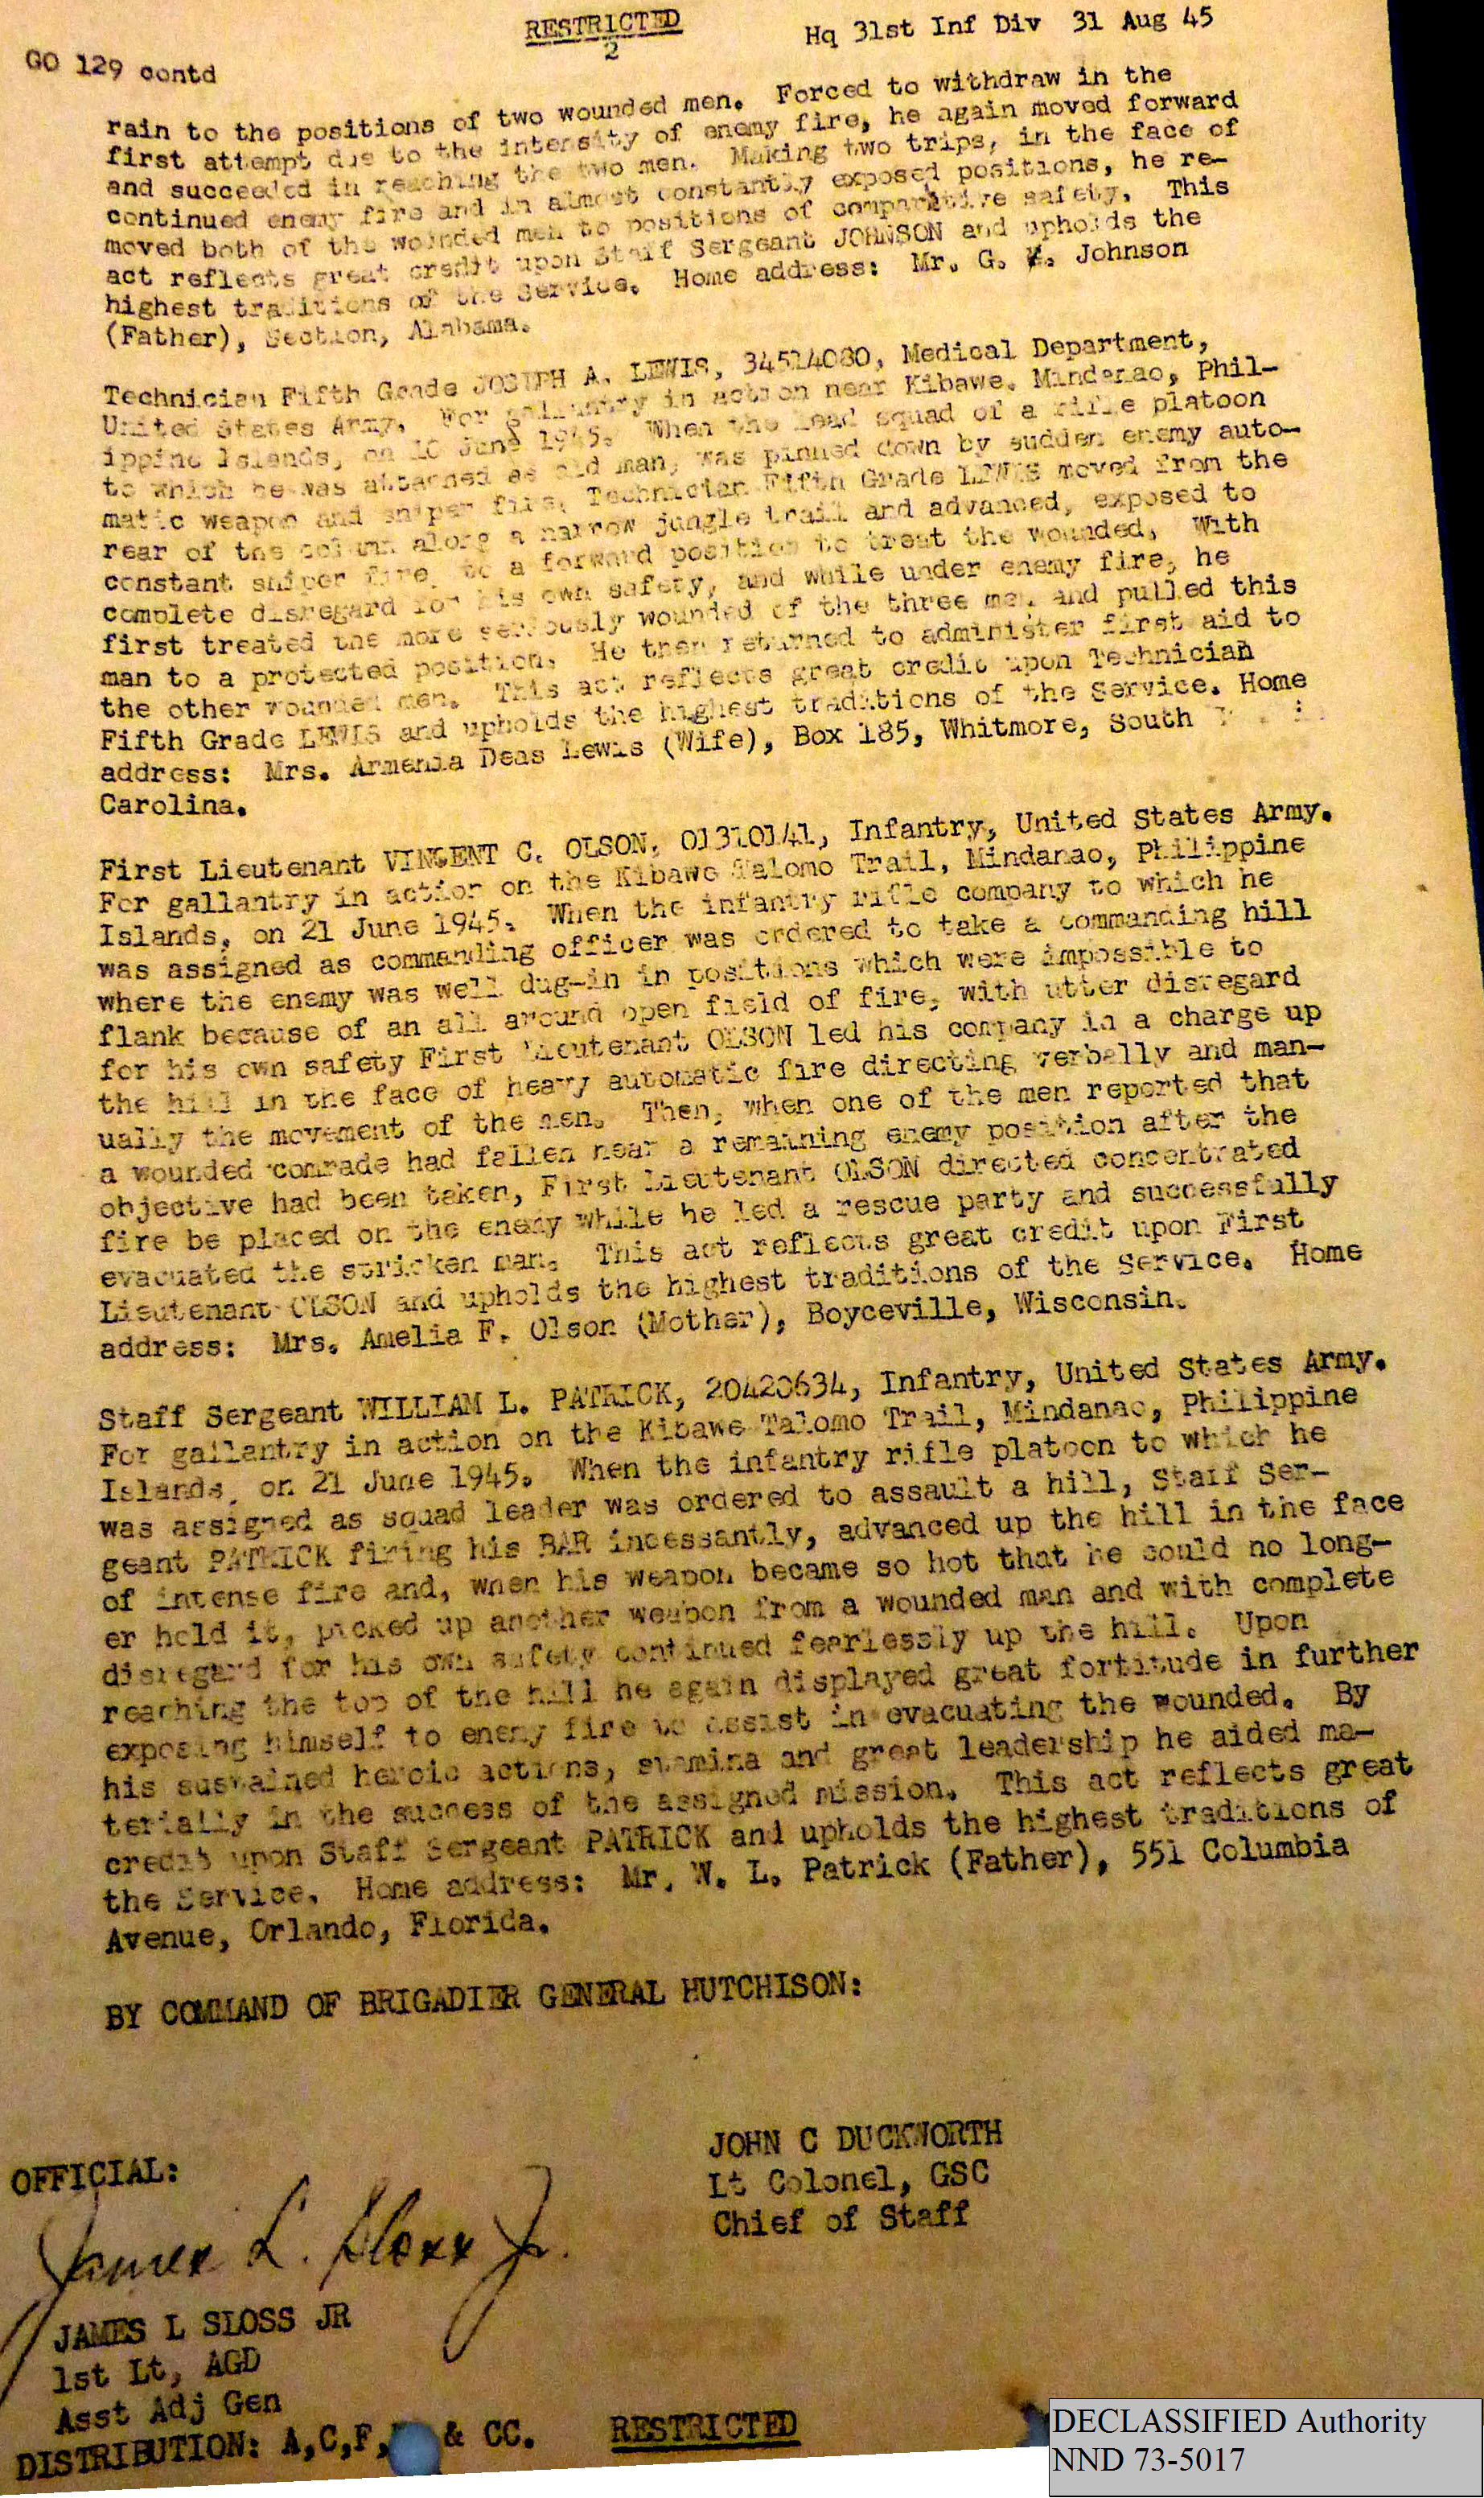 RESTRICTED
2
Hq 31st Inf Div 31 Aug 45
GO 129 contd
rain to the positions of two wounded men. Forced to withdraw in the
first attempt due to the intensity of enemy fire, he again moved forward
and succeeded in reaching the two men. Making two trips, in the face of
continued enemy fire and in almost constantly exposed positions, he re-
moved both of the wounded men to positions of comparative safety. This
act reflects great credit upon Staff Sergeant JOHNSON and upholds the
highest traditions of the Service. Home address: Mr. G. Johnson
(Father), Section, Alabama.
Technician Fifth Grade JOSEPH A. LEWIS, 34514080, Medical Department,
United States Army. For gallantry in action near Kibawe, Mindanao, Phil-
ippine Islands, on 10 June 1945. When the lead squad of a rifle platoon
to which he was attached as aid man, was pinned down by sudden enemy auto-
matic weapon and sniper fire, Technician Fifth Grade LEWIS moved from the
rear of the column along a narrow jungle trail and advanced, exposed to
constant sniper fire, to a forward position to treat the wounded. With
complete disregard for his own safety, and while under enemy fire, he
first treated the more seriously wounded of the three men and pulled this
man to a protected position. He then returned to administer first aid to
the other wounded men. This act reflects great credit upon Technician
Fifth Grade LEWIS and upholds the highest traditions of the Service. Home
address: Mrs. Armenia Deas Lewis (Wife), Box 185, Whitmore, South
Carolina.
First Lieutenant VINCENT C. OLSON, 01310141, Infantry, United States Army.
For gallantry in action on the Kibawe Talomo Trail, Mindanao, Philippine
Islands, on 21 June 1945. When the infantry rifle company to which he
was assigned as commanding officer was ordered to take a commanding hill
where the enemy was well dug-in in positions which were impossible to
flank because of an all around open field of fire, with utter disregard
for his own safety First Lieutenant OLSON led his company in a charge up
the hill in the face of heavy automatic fire directing verbally and man-
ually the movement of the men. Then, when one of the men reported that
a wounded comrade had fallen near a remaining enemy position after the
objective had been taken, First Lieutenant OLSON directed concentrated
fire be placed on the enemy while he led a rescue party and successfully
evacuated the stricken man. This act reflects great credit upon First
Lieutenant OLSON and upholds the highest traditions of the Service. Home
address: Mrs. Amelia F. Olson (Mother), Boyceville, Wisconsin.
Staff Sergeant WILLIAM L. PATRICK, 20420634, Infantry, United States Army.
For gallantry in action on the Kibawe Talomo Trail, Mindanao, Philippine
Islands, on 21 June 1945. When the infantry rifle platoon to which he
was assigned as squad leader was ordered to assault a hill, Staff Ser-
geant PATRICK firing his BAR incessantly, advanced up the hill in the face
of intense fire and, when his weapon became so hot that he could no long-
er hold it, picked up another weapon from a wounded man and with complete
disregard for his own safety continued fearlessly up the hill. Upon
reaching the top of the hill he again displayed great fortitude in further
exposing himself to enemy fire to assist in evacuating the wounded. By
his sustained heroic actions, stamina and great leadership he aided ma-
terially in the success of the assigned mission. This act reflects great
credit upon Staff Sergeant PATRICK and upholds the highest traditions of
the Service. Home address: Mr. W. L. Patrick (Father), 551 Columbia
Avenue, Orlando, Florida.
BY COMMAND OF BRIGADIER GENERAL HUTCHISON:
JOHN C DUCKWORTH
Lt Colonel, GSC
Chief of Staff
OFFICIAL:
James L. Sloss Jr.
JAMES L SLOSS JR
1st Lt, AGD
Asst Adj Gen
DISTRIBUTION: A,C,F, & CC.
RESTRICTED
DECLASSIFIED Authority
NND 73-5017